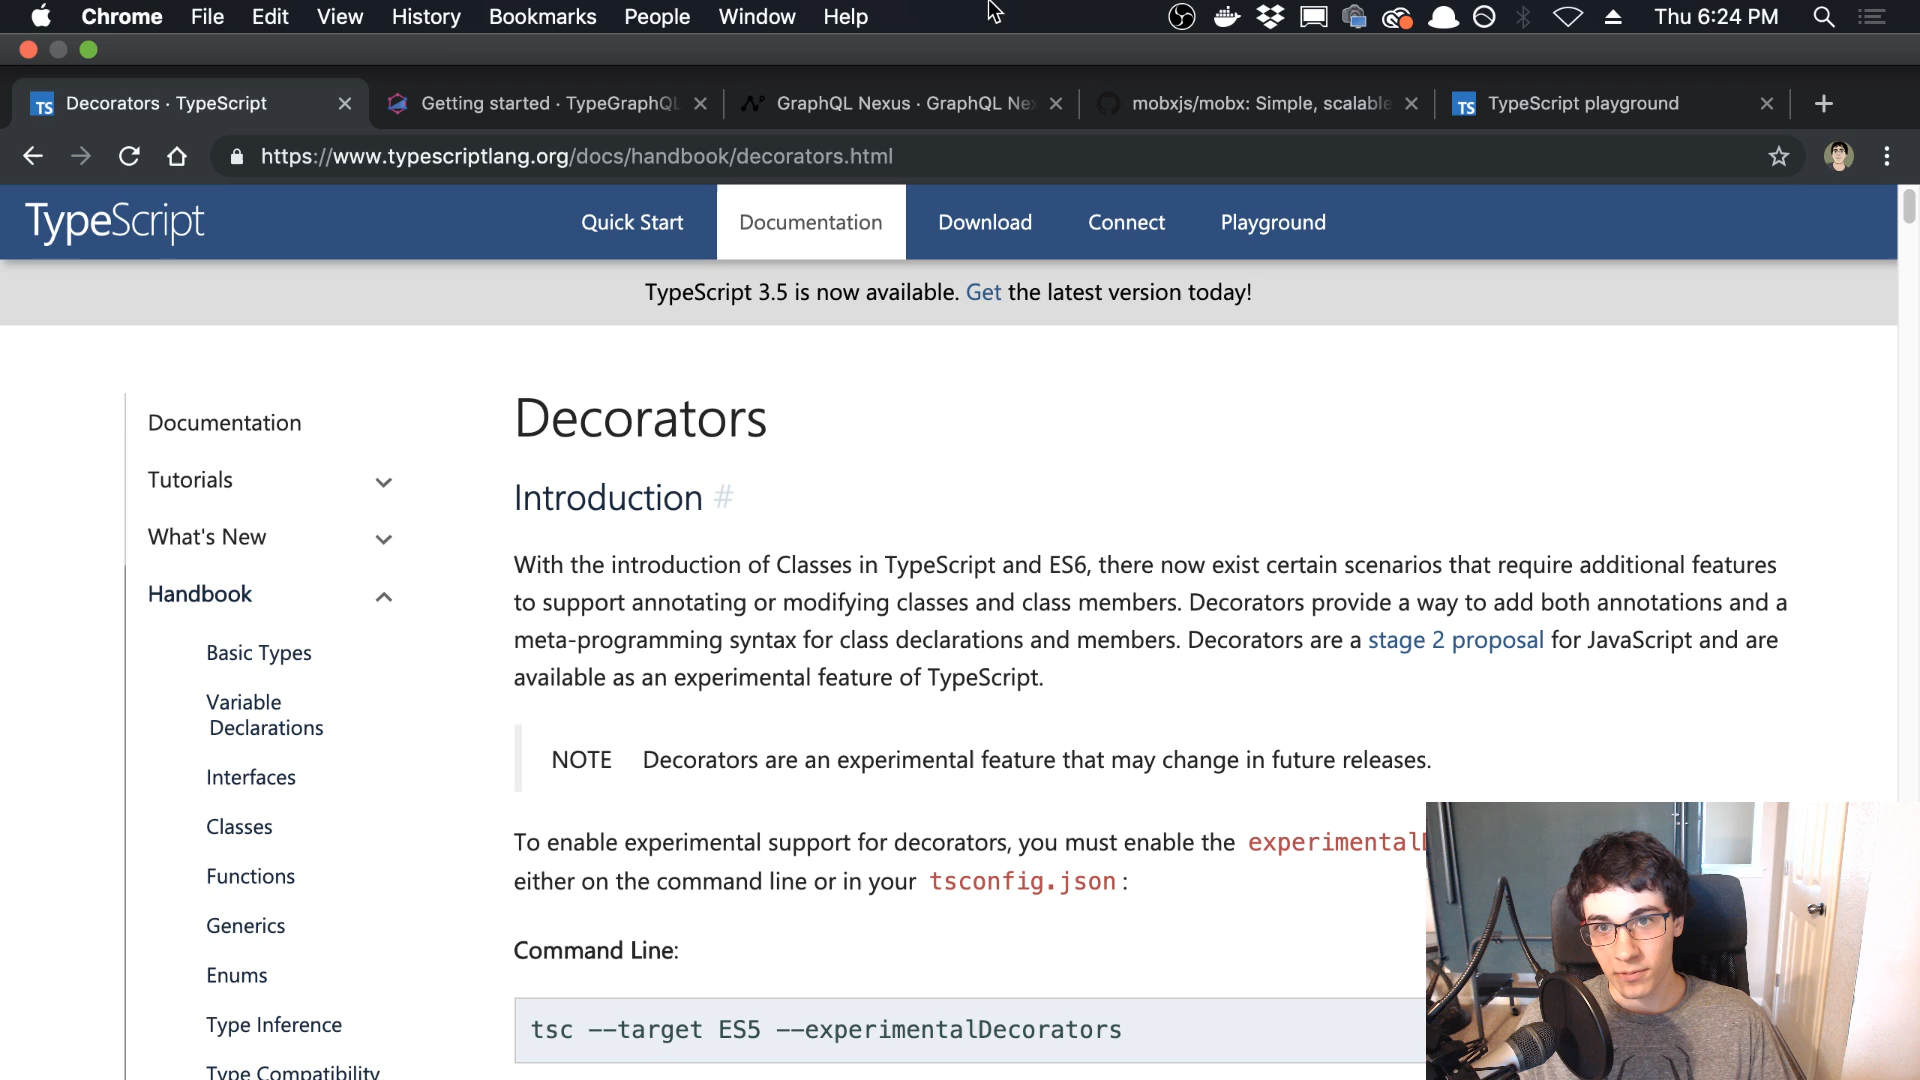 Chrome File Edit View History Bookmarks People Window Help Thu 6:24 PM
Decorators · TypeScript
Getting started · TypeGraphQL
GraphQL Nexus · GraphQL Ne
mobxjs/mobx: Simple, scalable
TypeScript playground
https://www.typescriptlang.org/docs/handbook/decorators.html
TypeScript
Quick Start Documentation Download Connect Playground
TypeScript 3.5 is now available. Get the latest version today!
Documentation
Tutorials
What's New
Handbook
Basic Types
Variable
Declarations
Interfaces
Classes
Functions
Generics
Enums
Type Inference
Type Compatibility
Decorators
Introduction #
With the introduction of Classes in TypeScript and ES6, there now exist certain scenarios that require additional features
to support annotating or modifying classes and class members. Decorators provide a way to add both annotations and a
meta-programming syntax for class declarations and members. Decorators are a stage 2 proposal for JavaScript and are
available as an experimental feature of TypeScript.
NOTE Decorators are an experimental feature that may change in future releases.
To enable experimental support for decorators, you must enable the experimental
either on the command line or in your tsconfig.json:
Command Line:
tsc --target ES5 --experimentalDecorators